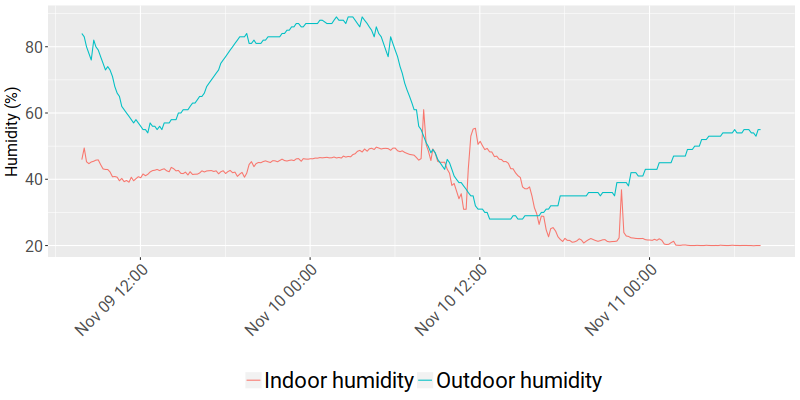 Humidity (%)
80
60
40
20
Nov 09 12:00
Nov 10 00:00
Nov 10 12:00
Nov 11 00:00
Indoor humidity Outdoor humidity